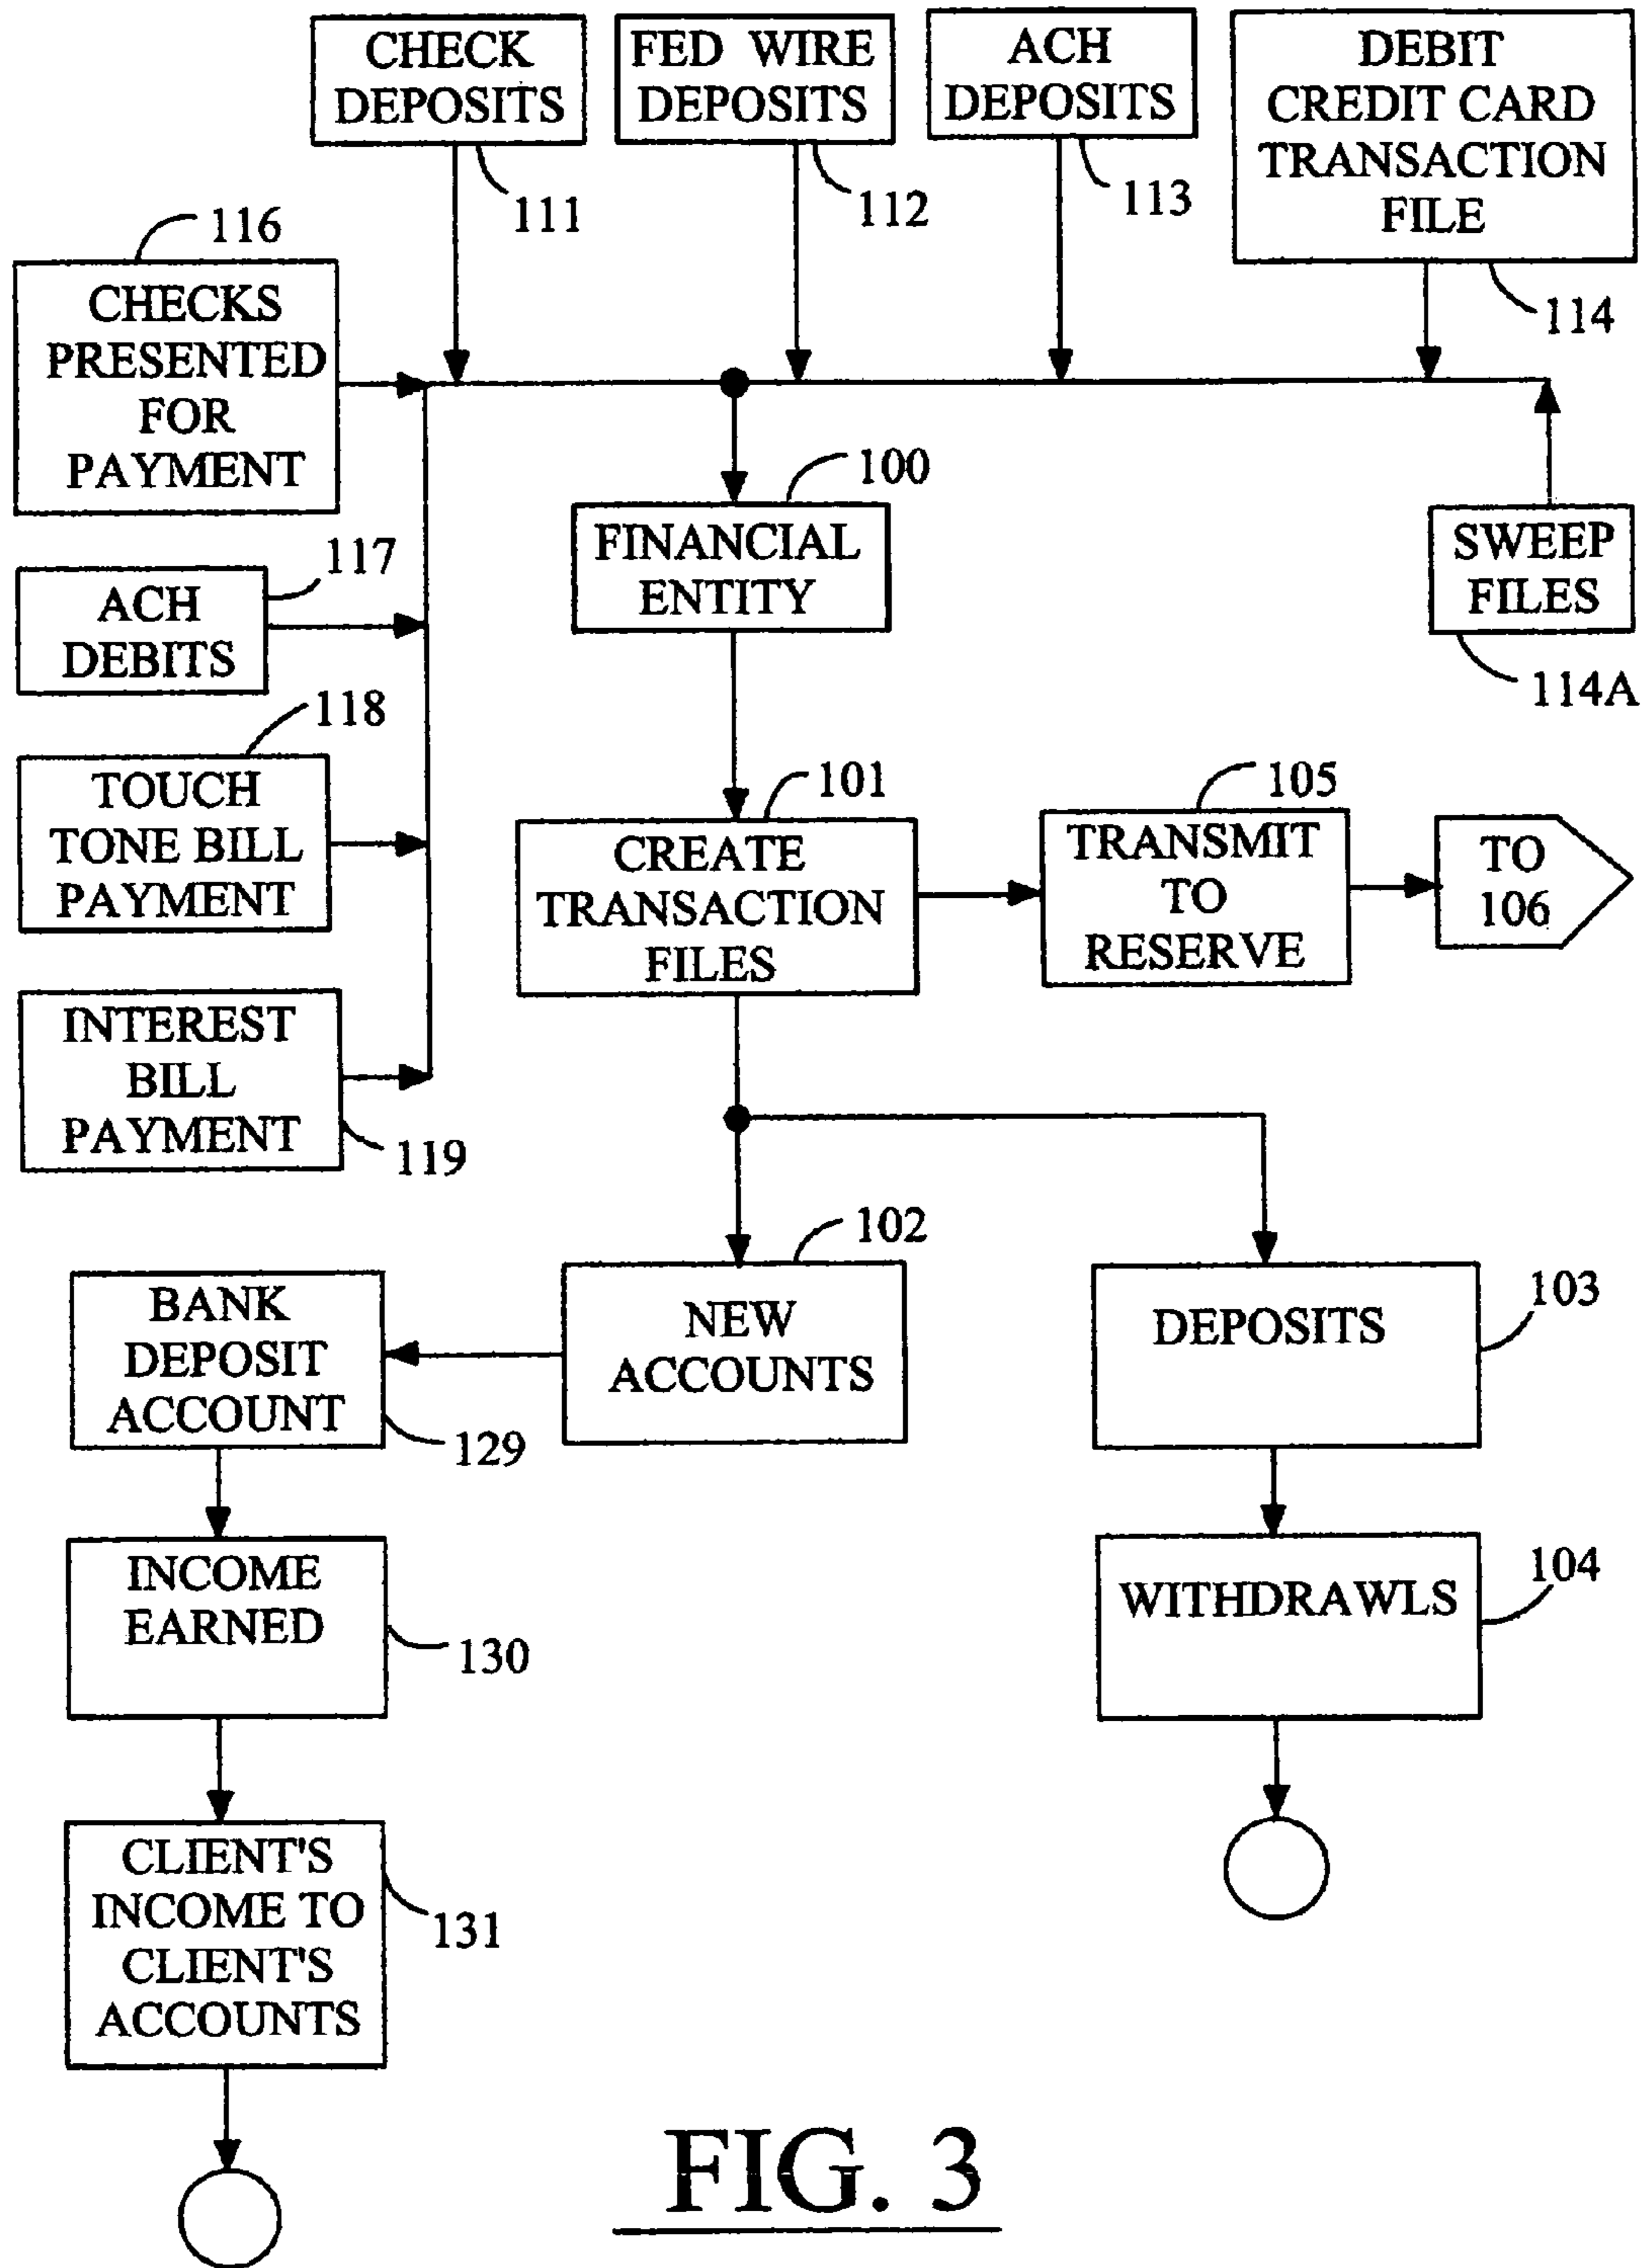 CHECK
DEPOSITS
111
FED WIRE
DEPOSITS
112
ACH
DEPOSITS
113
DEBIT
CREDIT CARD
TRANSACTION
FILE
114
116
CHECKS
PRESENTED
FOR
PAYMENT
100
FINANCIAL
ENTITY
SWEEP
FILES
114A
117
ACH
DEBITS
118
TOUCH
TONE BILL
PAYMENT
101
CREATE
TRANSACTION
FILES
105
TRANSMIT
TO
RESERVE
TO
106
INTEREST
BILL
PAYMENT
119
102
NEW
ACCOUNTS
BANK
DEPOSIT
ACCOUNT
129
DEPOSITS
103
INCOME
EARNED
130
WITHDRAWLS
104
CLIENT'S
INCOME TO
CLIENT'S
ACCOUNTS
131
FIG. 3